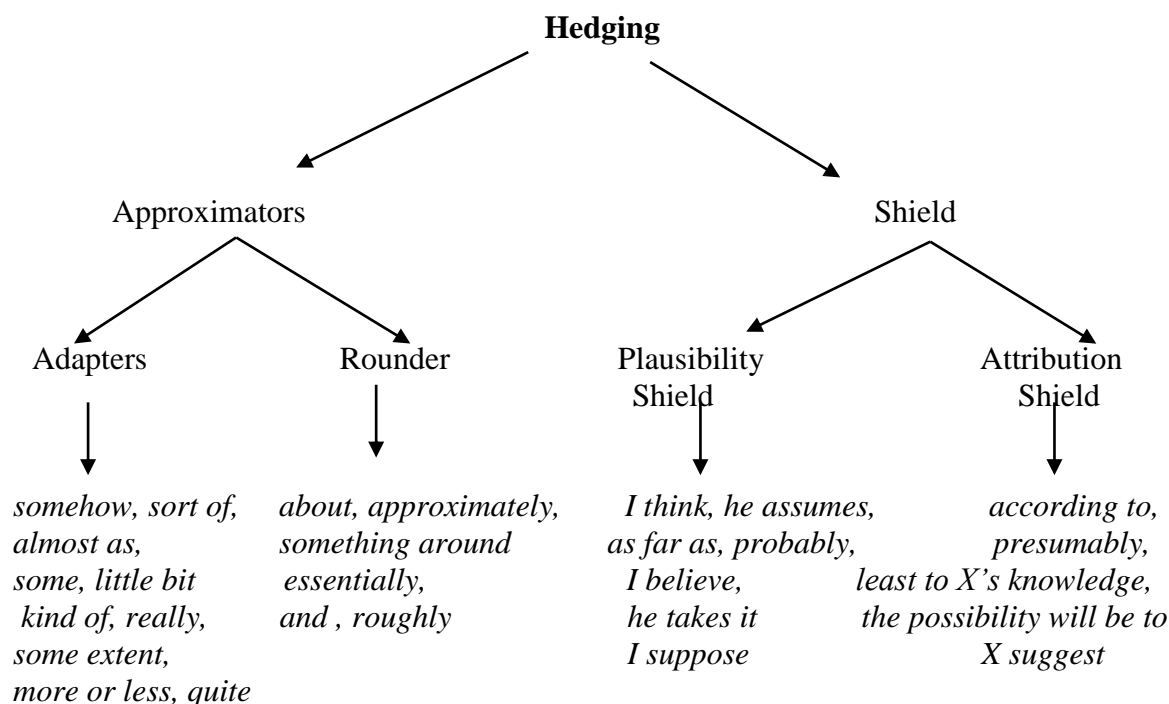 Hedging
Approximators
Shield
Adapters
Rounder
Plausibility
Shield
Attribution
Shield
somehow, sort of,
almost as,
some, little bit
kind of, really,
some extent,
more or less, quite
about, approximately,
something around
essentially,
and , roughly
I think, he assumes,
as far as, probably,
I believe,
he takes it
I suppose
according to,
presumably,
least to X's knowledge,
the possibility will be to
X suggest